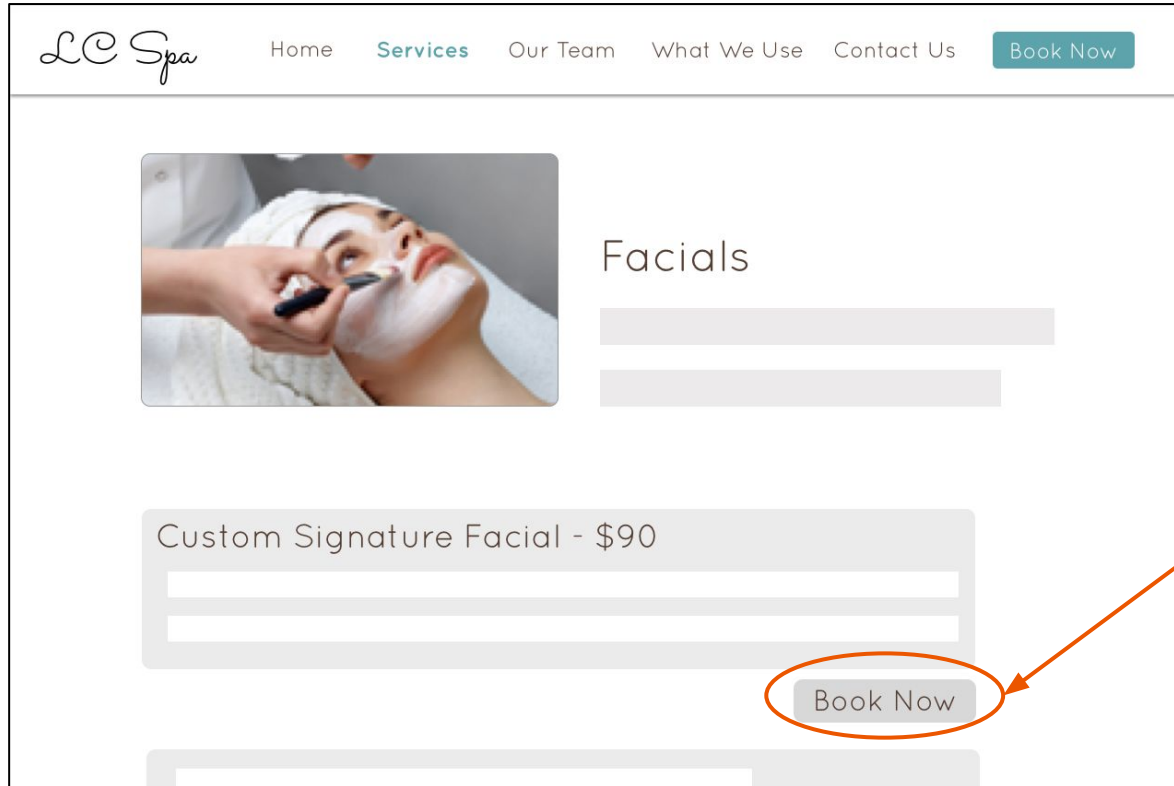 LC Spa Home Services Our Team What We Use Contact Us Book Now
Facials
Custom Signature Facial - $90
Book Now